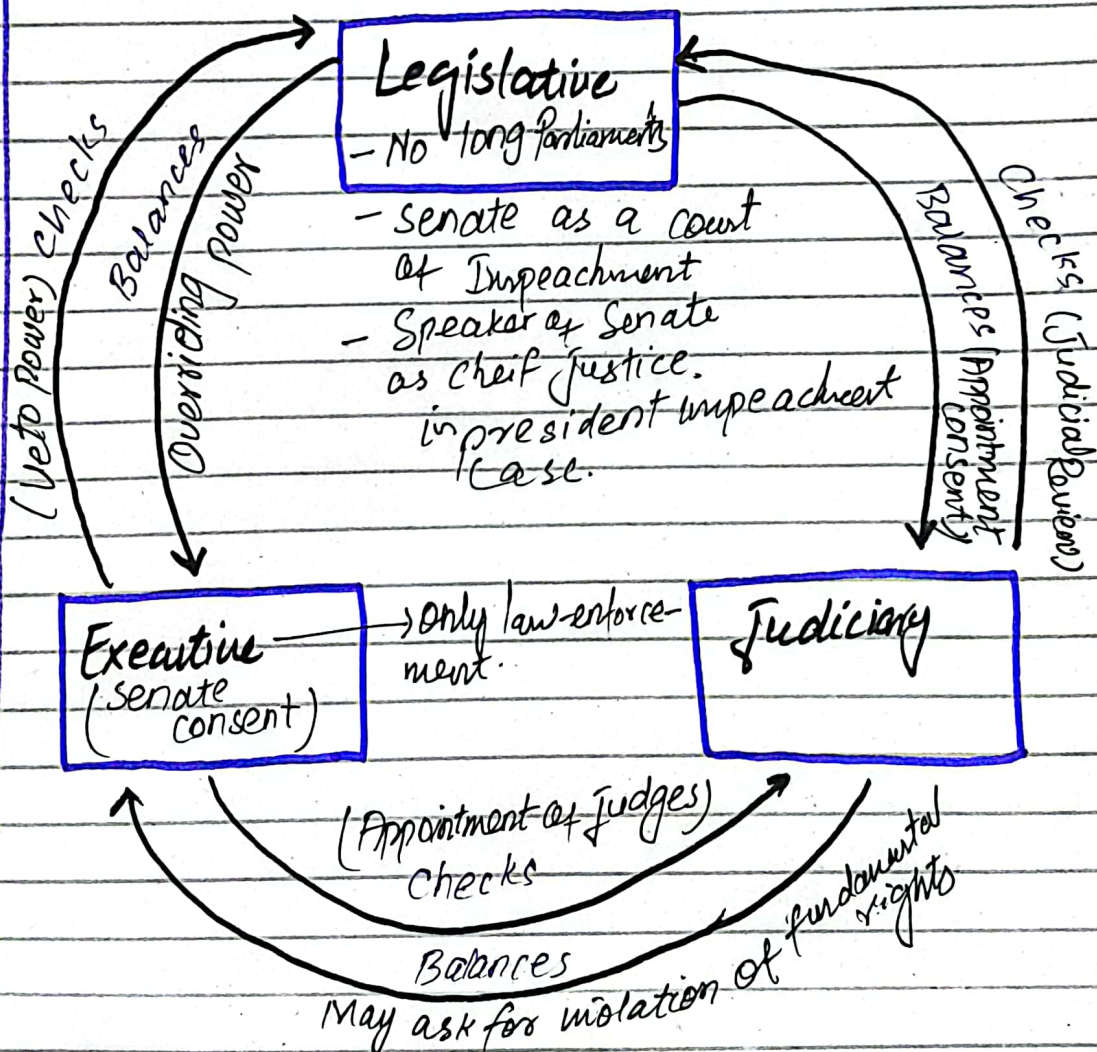 Legislative
- No long Parliaments
- Senate as a court
of Impeachment
- Speaker of Senate
as Cheif Justice.
in president impeachment
Case.
(Veto power) Checks
Balances
Overriding power
Checks (Judicial Review)
Balances (Appointment
consent)
Executive
(Senate
consent)
only law-enforce-
ment.
Judiciary
(Appointment of Judges)
Checks
Balances
May ask for violation of fundamental
rights